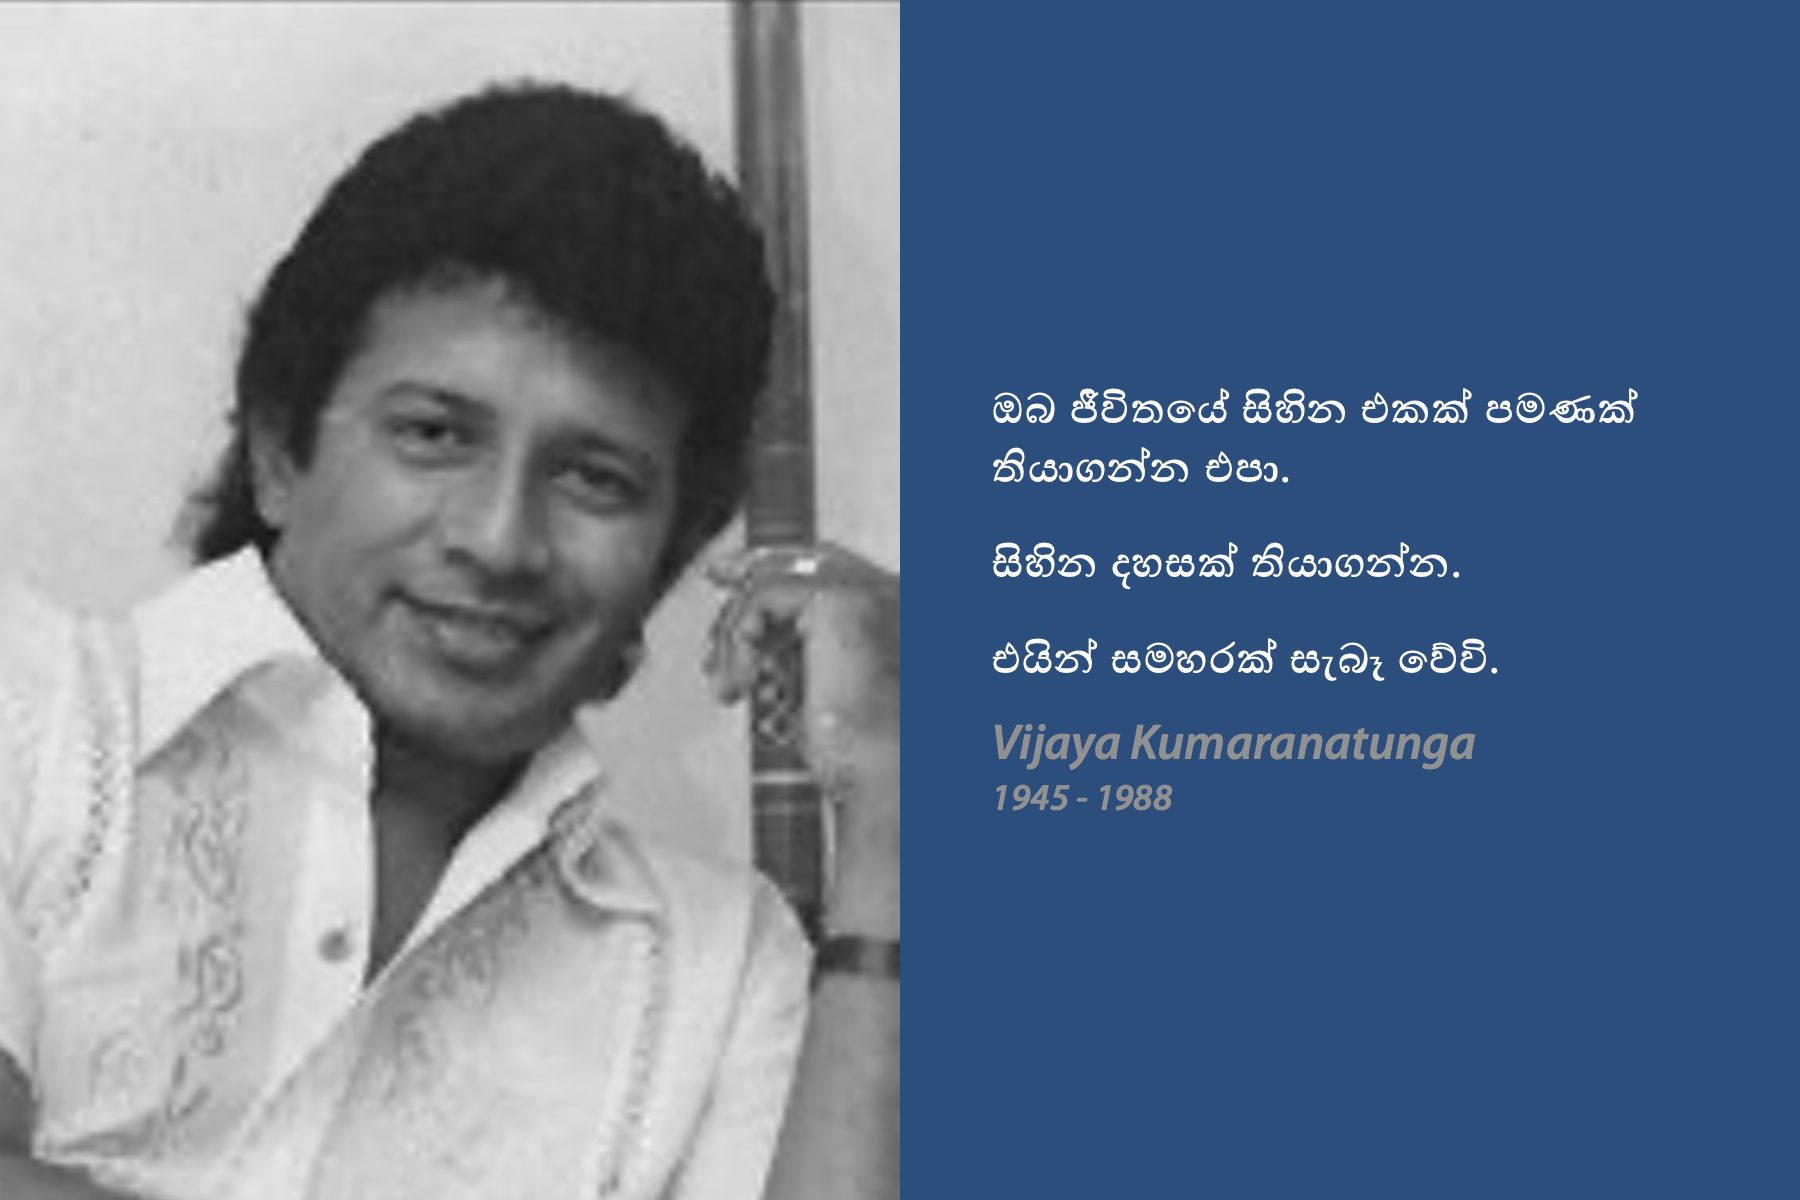 ඔබ ජීවිතයේ සිහින එකක් පමණක්
තියාගන්න එපා.
සිහින දහසක් තියාගන්න.
එයින් සමහරක් සැබෑ වේවි.
Vijaya Kumaranatunga
1945 - 1988